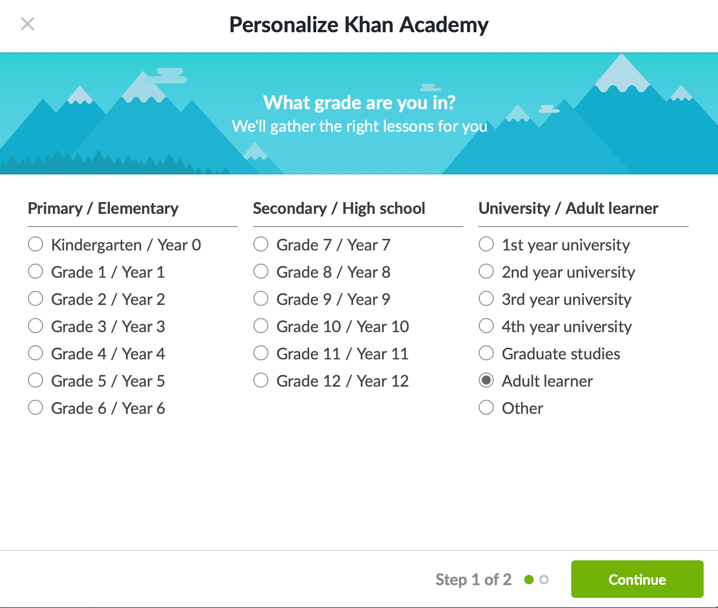 Personalize Khan Academy
What grade are you in?
We'll gather the right lessons for you
Primary / Elementary
Kindergarten / Year 0
Grade 1 / Year 1
Grade 2 / Year 2
Grade 3 / Year 3
Grade 4 / Year 4
Grade 5 / Year 5
Grade 6 / Year 6
Secondary / High school
Grade 7 / Year 7
Grade 8 / Year 8
Grade 9 / Year 9
Grade 10 / Year 10
Grade 11 / Year 11
Grade 12 / Year 12
University / Adult learner
1st year university
2nd year university
3rd year university
4th year university
Graduate studies
Adult learner
Other
Step 1 of 2
Continue